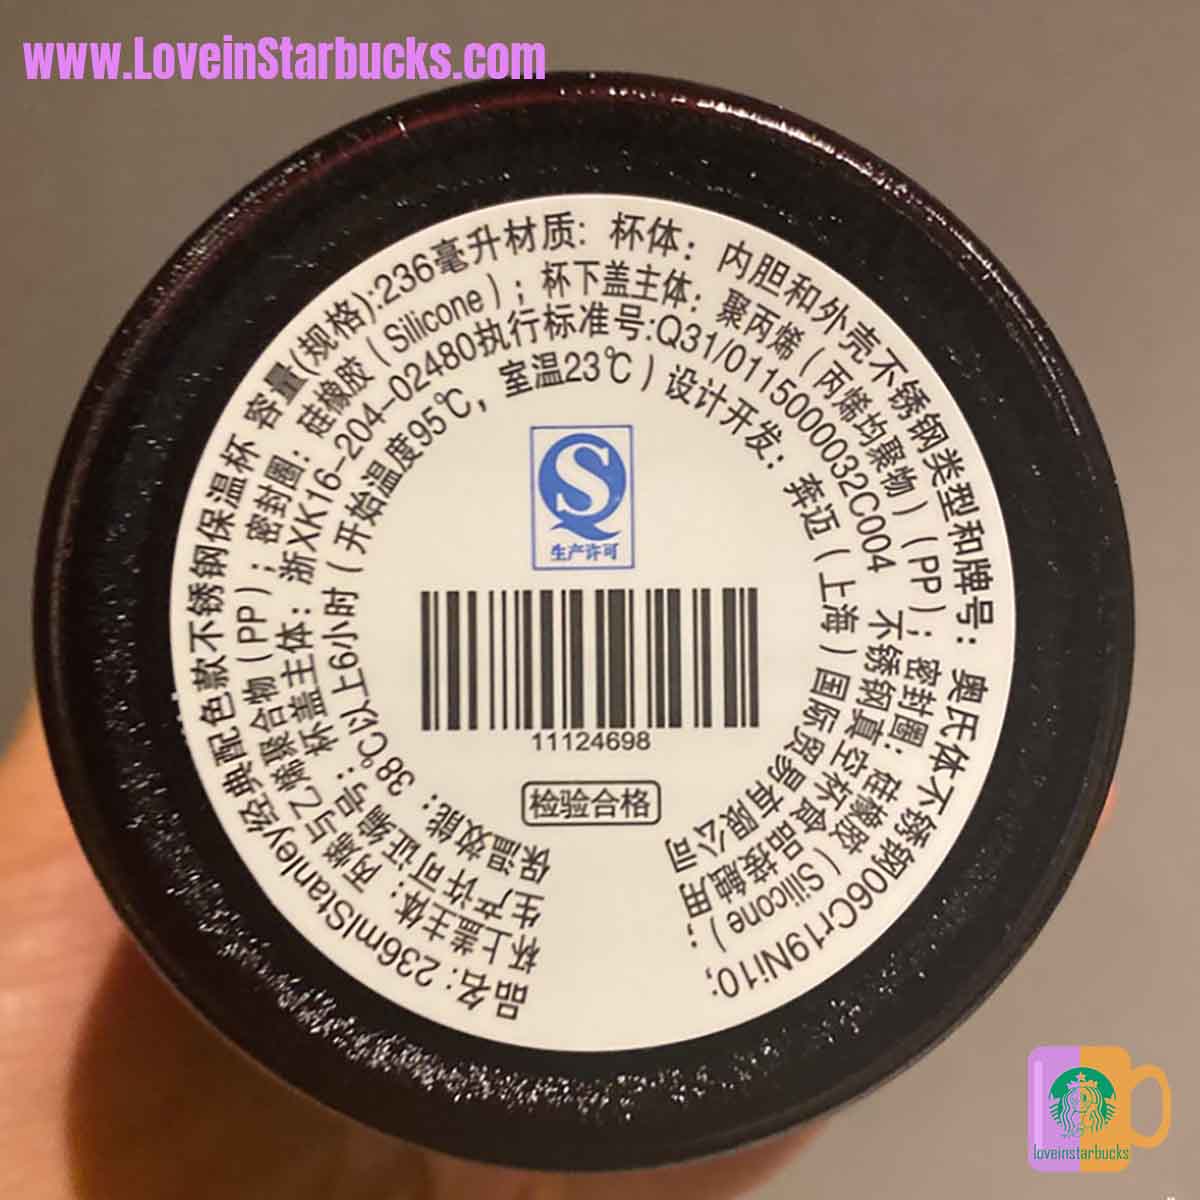 www.LoveinStarbucks.com
品名：236mlStanley经典配色款不锈钢保温杯 容量(规格):236毫升材质：杯体：内胆和外壳不锈钢类型和牌号：奥氏体不锈钢06Cr19Ni10;
杯上盖主体：丙烯与乙烯聚合物(PP)；密封圈：硅橡胶（Silicone）；杯下盖主体：聚丙烯（丙烯均聚物）(PP)；密封圈：硅橡胶（Silicone）；
生产许可证编号：杯盖主体：浙XK16-204-02480执行标准号:Q31/0115000032C004 不锈钢真空杯食品接触用
保温效能：38℃以上6小时（开始温度95℃，室温23℃）设计开发：奔迈（上海）国际贸易有限公司
QS
生产许可
11124698
检验合格
loveinstarbucks